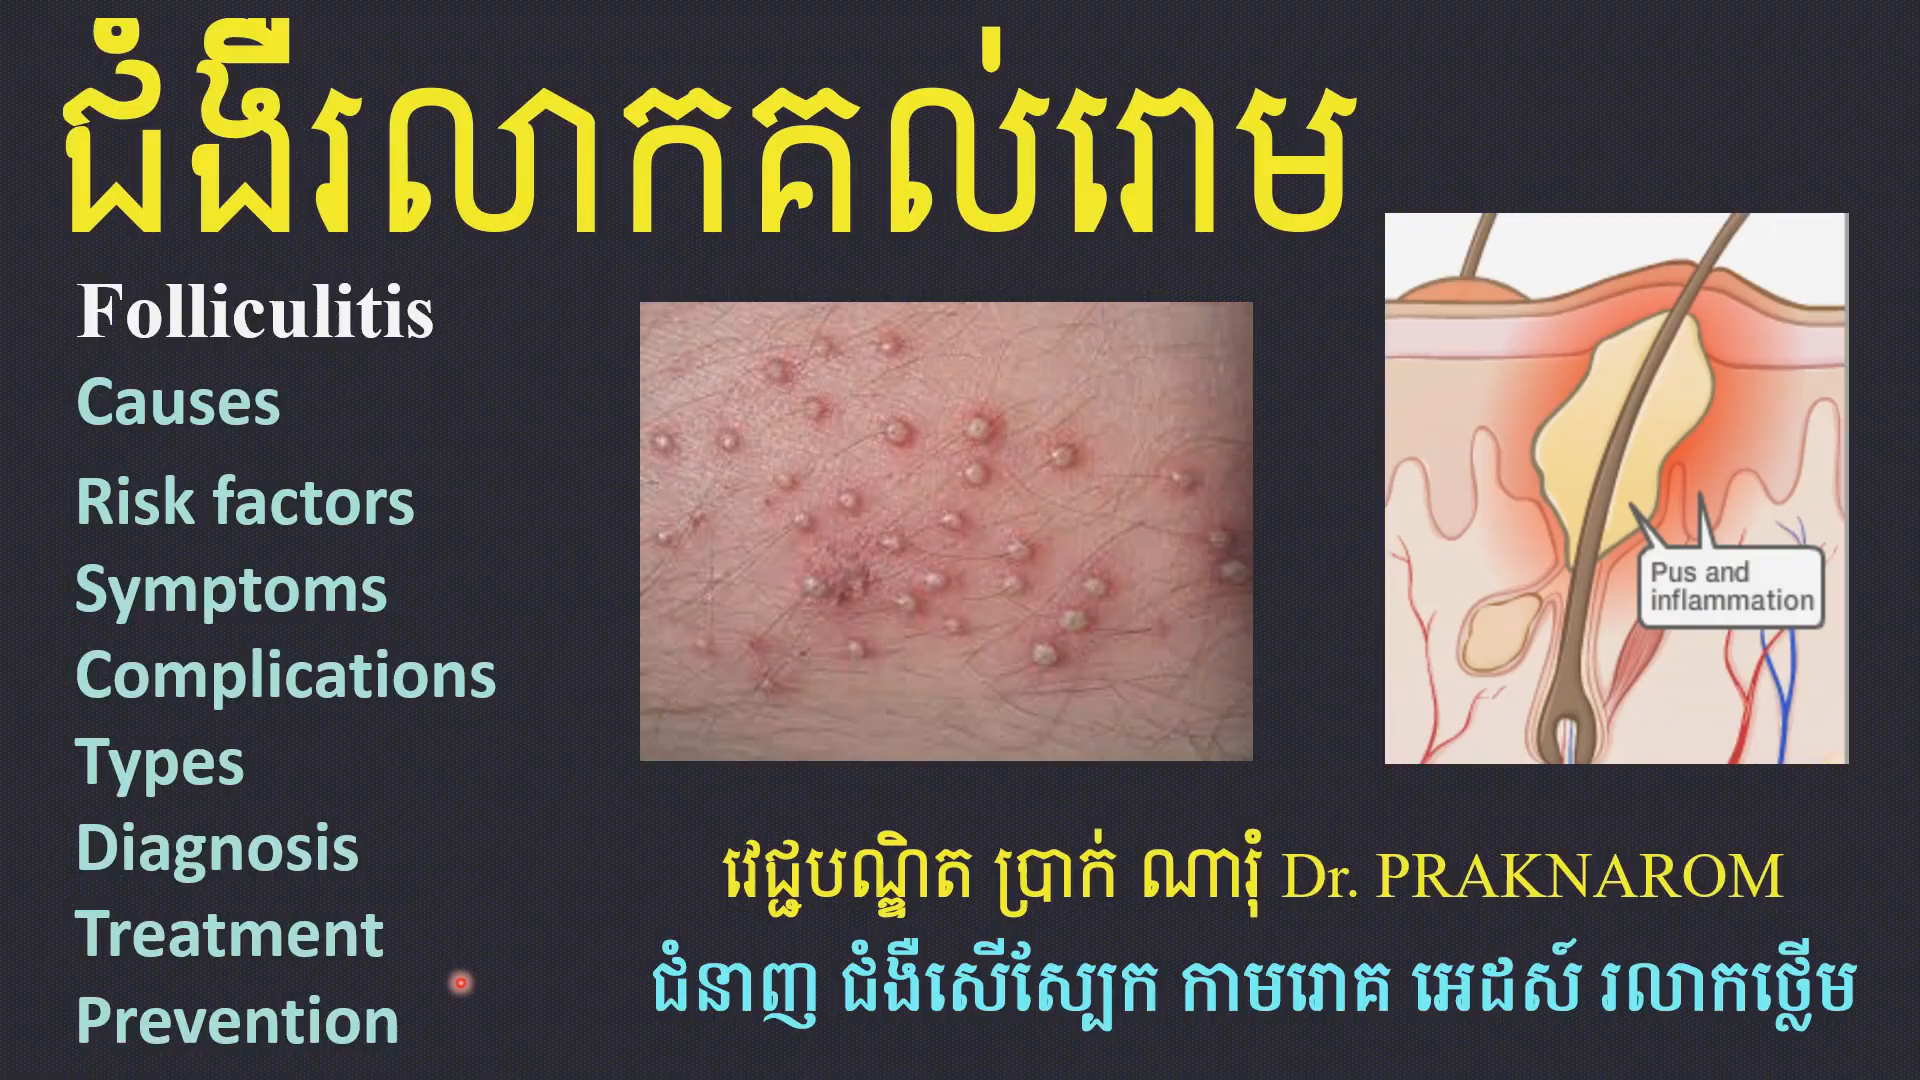 ជំងឺរលាកគល់រោម
Folliculitis
Causes
Risk factors
Symptoms
Complications
Types
Diagnosis
Treatment
Prevention
Pus and
inflammation
វេជ្ជបណ្ឌិត ប្រាក់ ណារុំ Dr. PRAKNAROM
ជំនាញ ជំងឺសើស្បែក កាមរោគ អេដស៍ រលាកថ្លើម